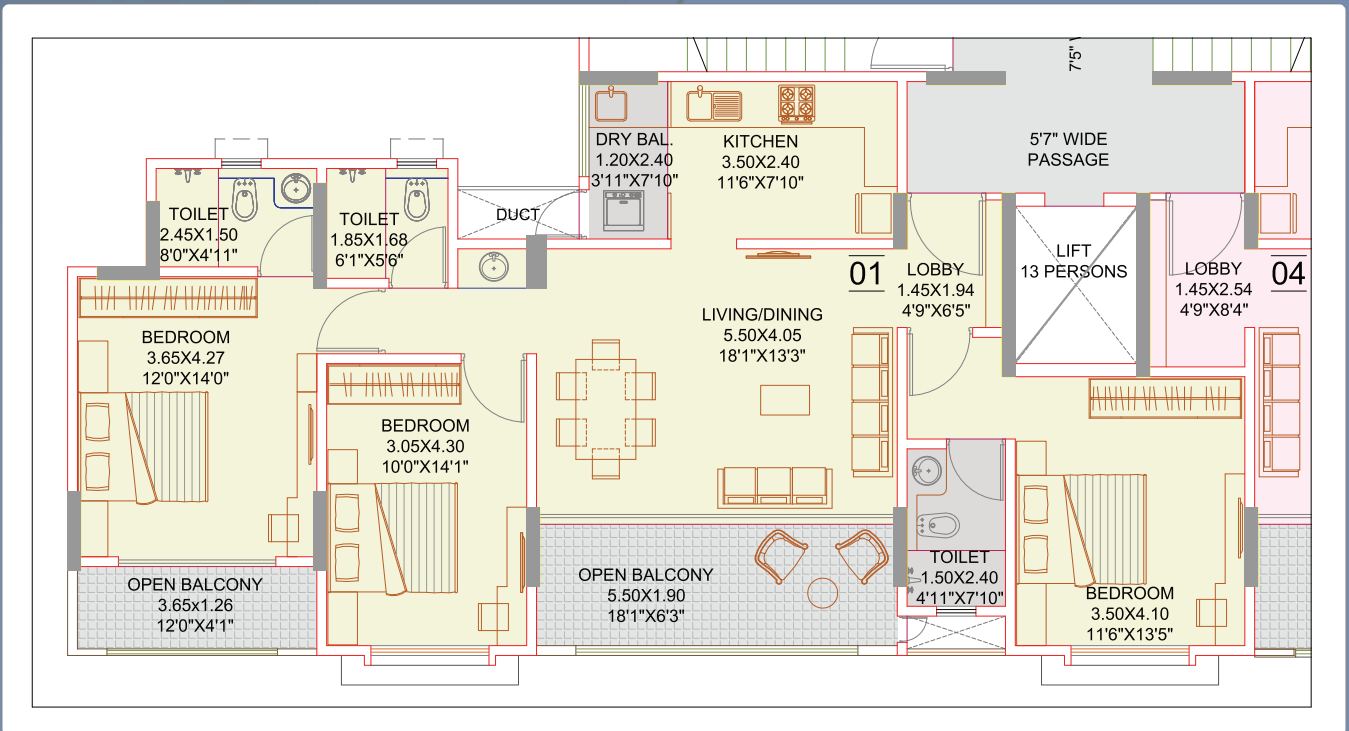 7'5"
5'7" WIDE
PASSAGE
DRY BAL.
1.20X2.40
3'11"X7'10"
KITCHEN
3.50X2.40
11'6"X7'10"
TOILET
2.45X1.50
8'0"X4'11"
TOILET
1.85X1.68
6'1"X5'6"
DUCT
01
LOBBY
1.45X1.94
4'9"X6'5"
LIFT
13 PERSONS
LOBBY
1.45X2.54
4'9"X8'4"
04
LIVING/DINING
5.50X4.05
18'1"X13'3"
BEDROOM
3.65X4.27
12'0"X14'0"
BEDROOM
3.05X4.30
10'0"X14'1"
OPEN BALCONY
3.65x1.26
12'0"X4'1"
OPEN BALCONY
5.50X1.90
18'1"X6'3"
TOILET
1.50X2.40
4'11"X7'10"
BEDROOM
3.50X4.10
11'6"X13'5"